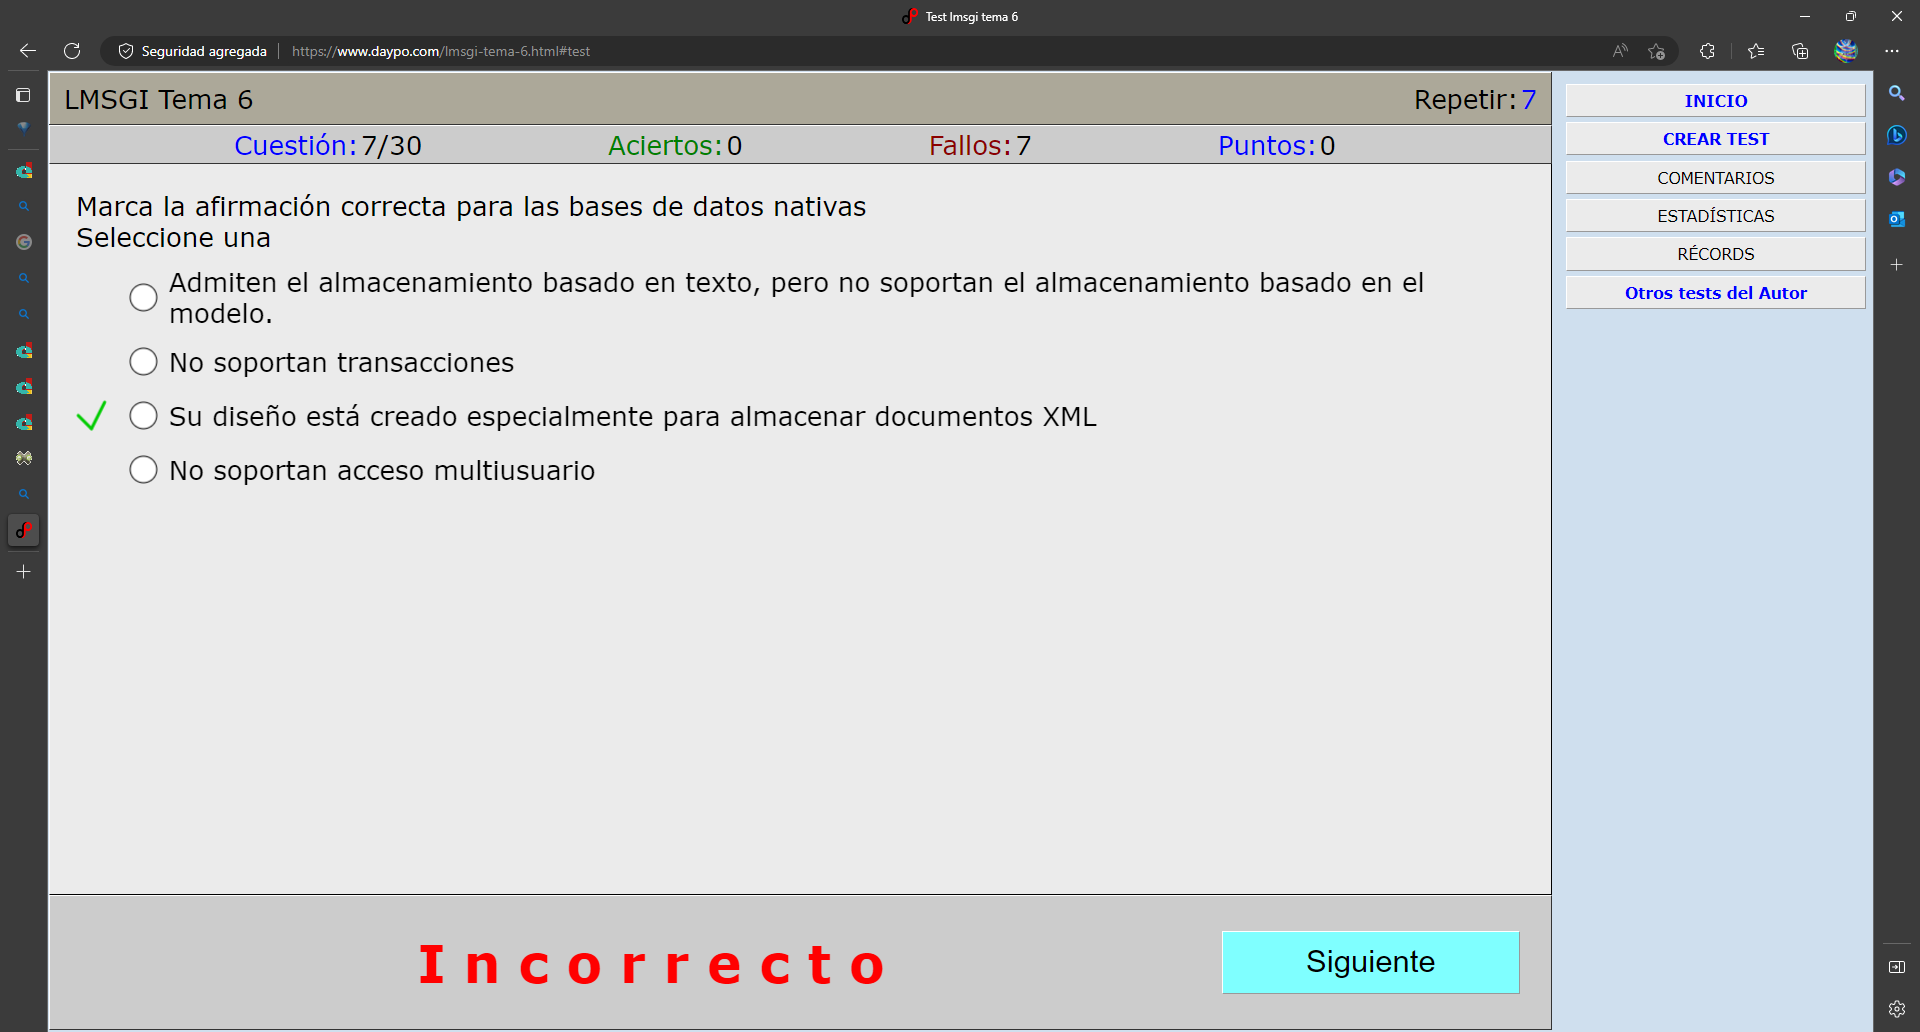 Test lmsgi tema 6
Seguridad agregada
https://www.daypo.com/lmsgi-tema-6.html#test
LMSGI Tema 6
Repetir:7
Cuestión:7/30
Aciertos:0
Fallos:7
Puntos:0
Marca la afirmación correcta para las bases de datos nativas
Seleccione una
Admiten el almacenamiento basado en texto, pero no soportan el almacenamiento basado en el
modelo.
No soportan transacciones
Su diseño está creado especialmente para almacenar documentos XML
No soportan acceso multiusuario
Incorrecto
Siguiente
INICIO
CREAR TEST
COMENTARIOS
ESTADÍSTICAS
RÉCORDS
Otros tests del Autor